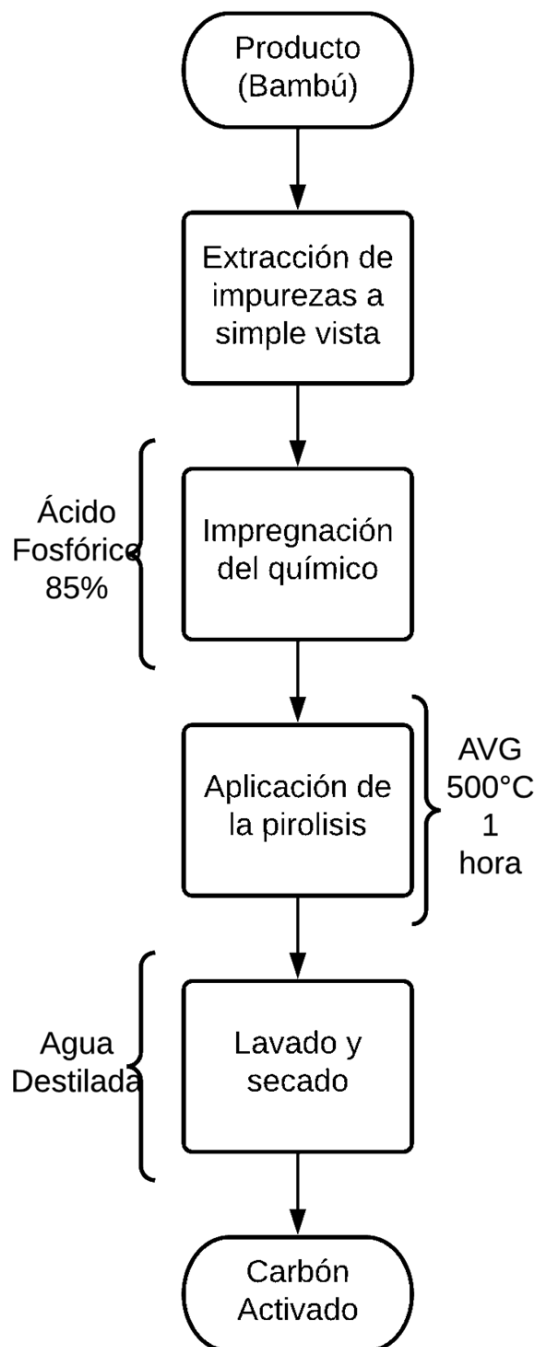 Producto
(Bambú)
Extracción de
impurezas a
simple vista
Ácido
Fosfórico
85%
Impregnación
del químico
Aplicación de
la pirolisis
AVG
500°C
1
hora
Agua
Destilada
Lavado y
secado
Carbón
Activado